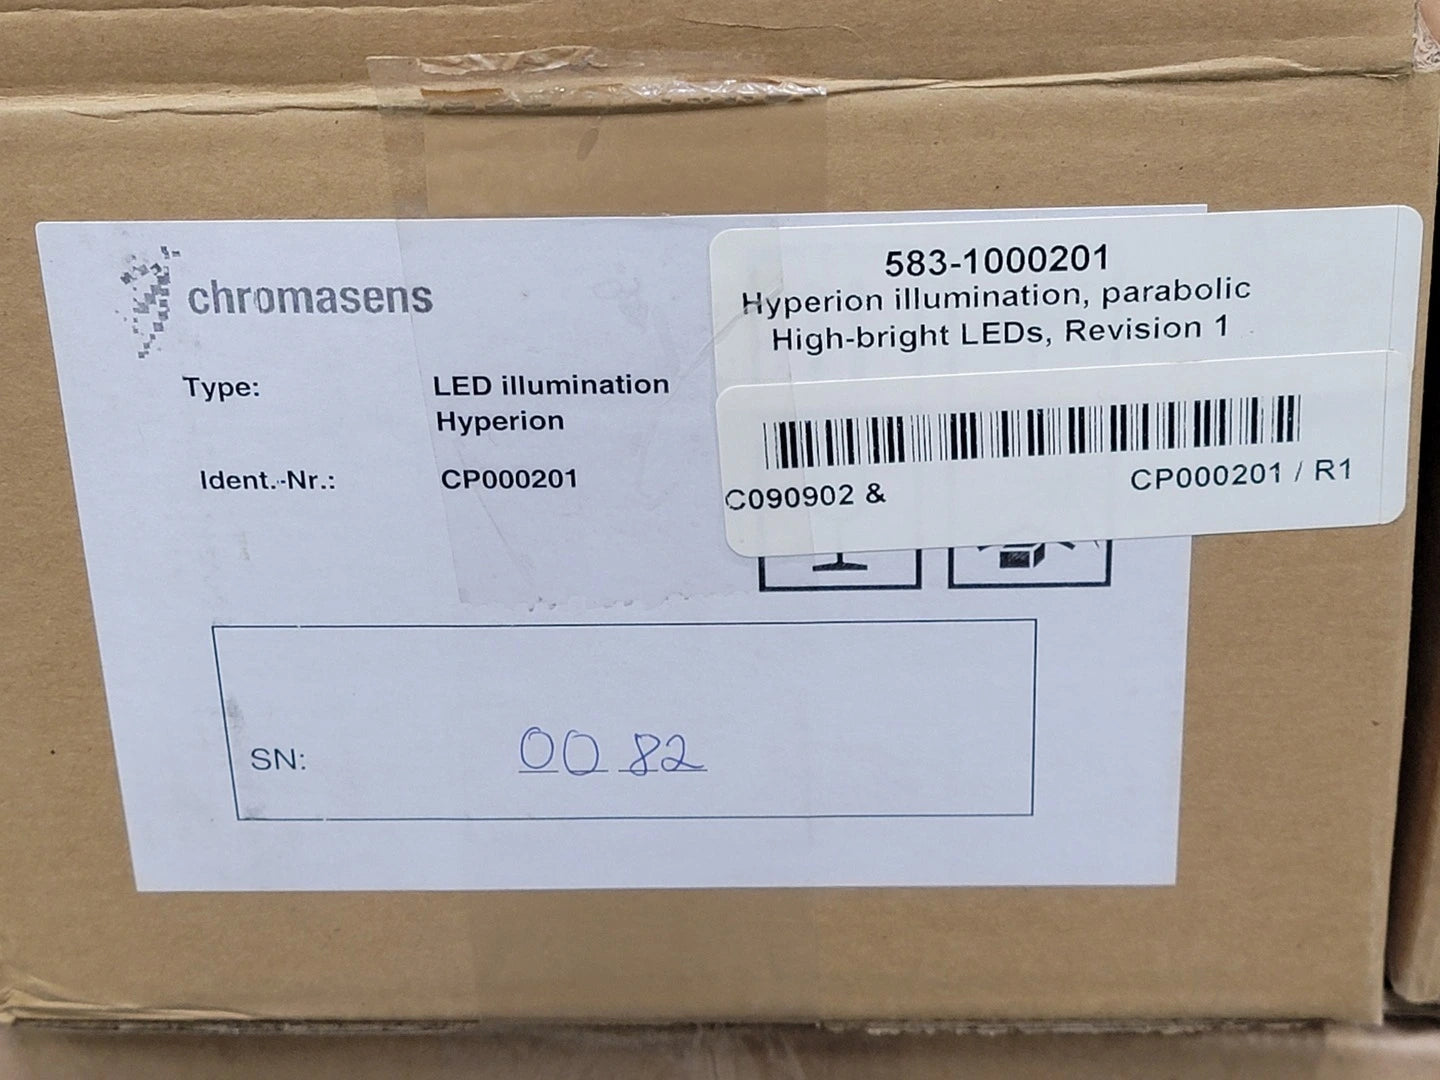 chromasens
Type: LED illumination
Hyperion
Ident.-Nr.: CP000201
583-1000201
Hyperion illumination, parabolic
High-bright LEDs, Revision 1
C090902 & CP000201 / R1
SN: 0082